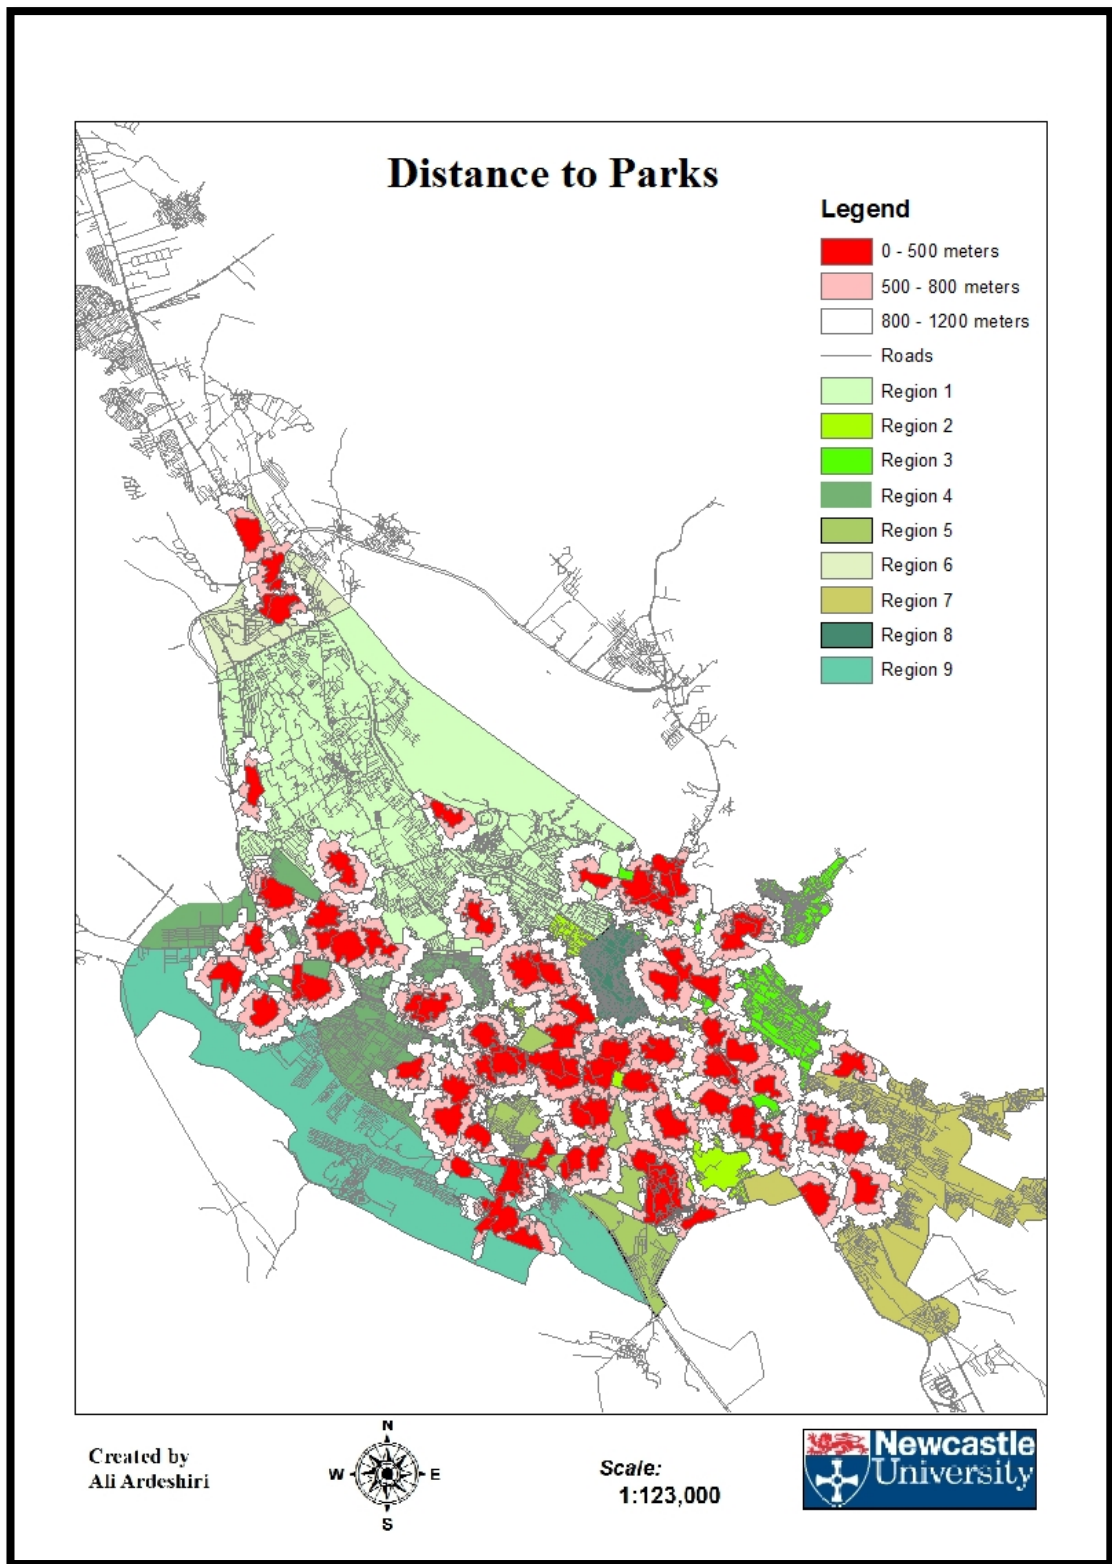 Distance to Parks
Legend
0 - 500 meters
500 - 800 meters
800 - 1200 meters
Roads
Region 1
Region 2
Region 3
Region 4
Region 5
Region 6
Region 7
Region 8
Region 9
Created by
Ali Ardeshiri
N
W E
S
Scale:
1:123,000
Newcastle
University